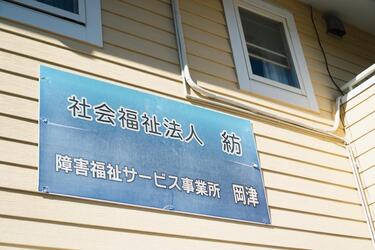 社会福祉法人 紡
障害福祉サービス事業所 岡津